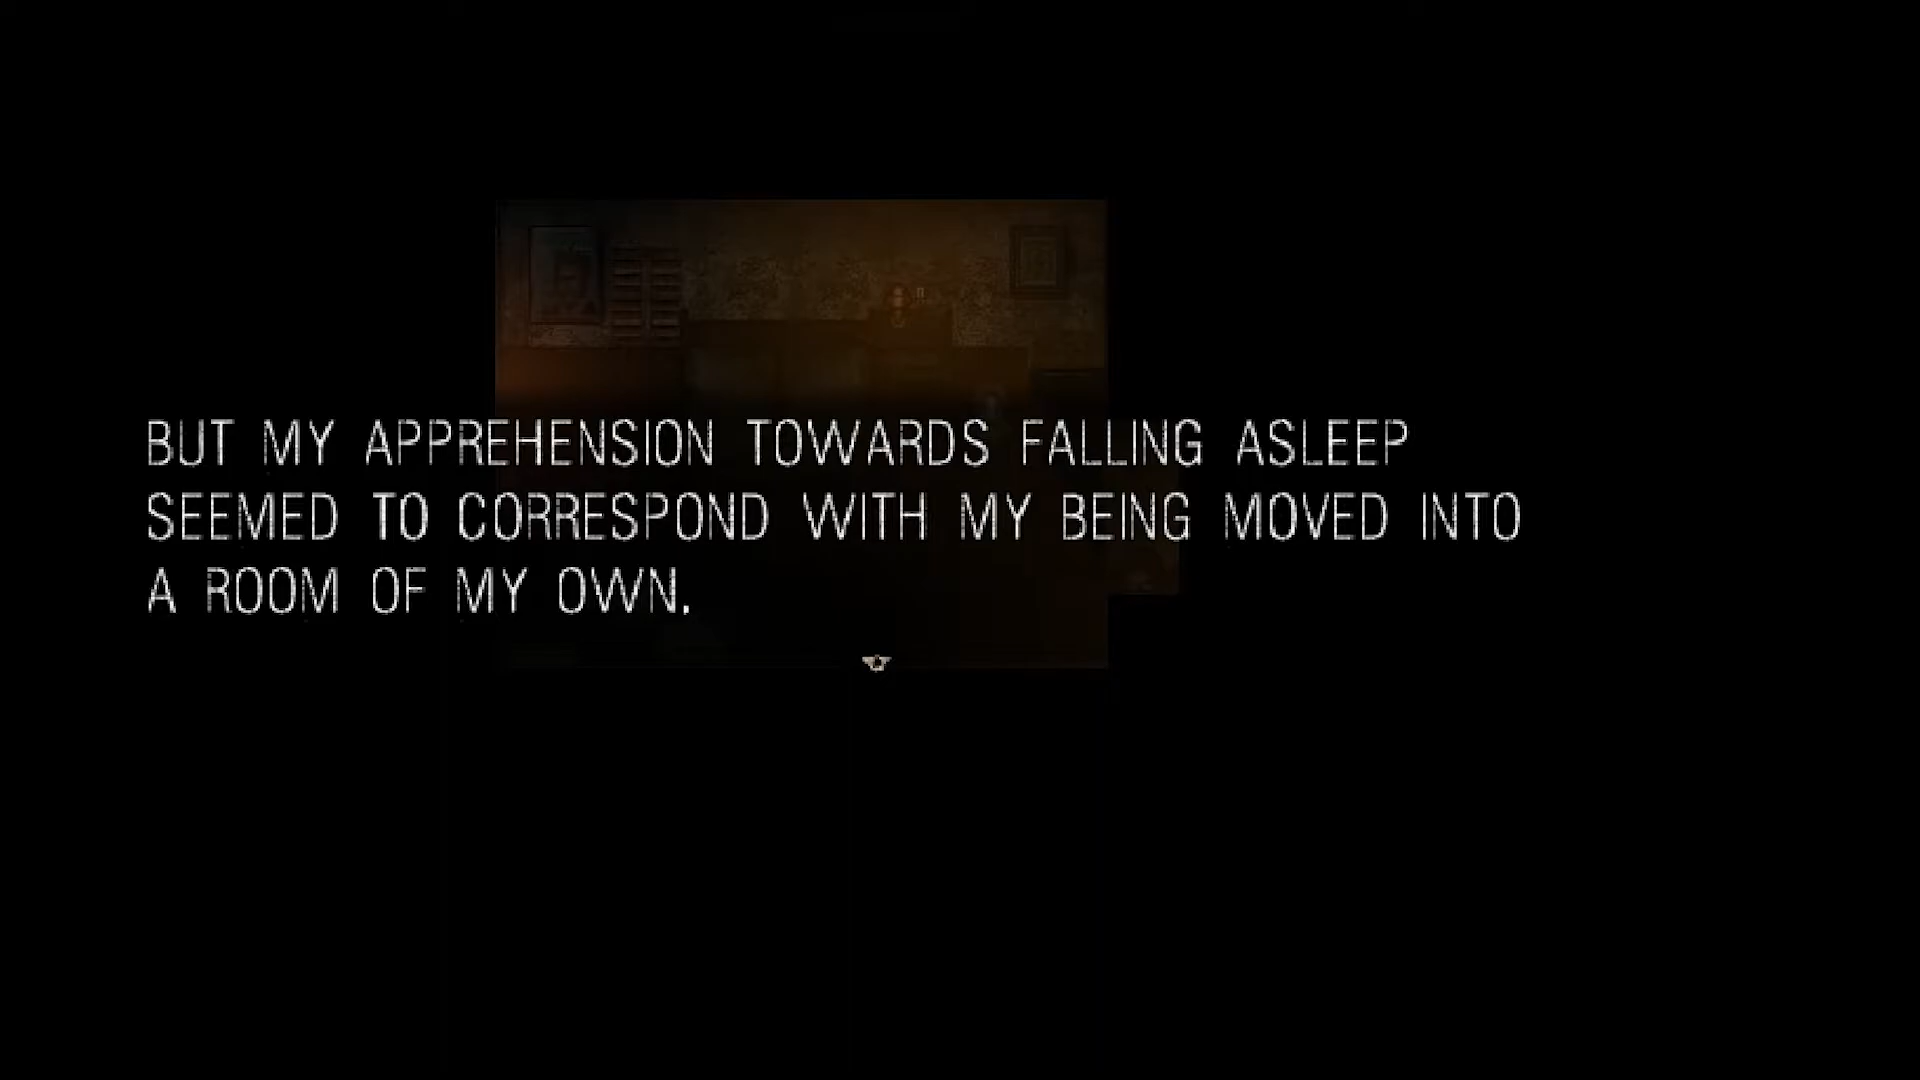 BUT MY APPREHENSION TOWARDS FALLING ASLEEP
SEEMED TO CORRESPOND WITH MY BEING MOVED INTO
A ROOM OF MY OWN.